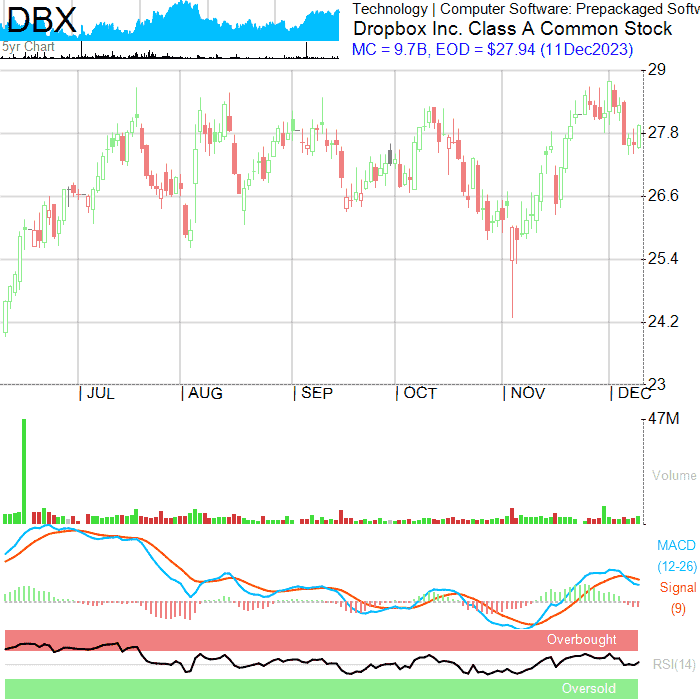 DBX
5yr Chart
Technology | Computer Software: Prepackaged Softw
Dropbox Inc. Class A Common Stock
MC = 9.7B, EOD = $27.94 (11Dec2023)
29
27.8
26.6
25.4
24.2
23
| JUL | AUG | SEP | OCT | NOV | DEC
47M
Volume
MACD
(12-26)
Signal
(9)
Overbought
RSI(14)
Oversold